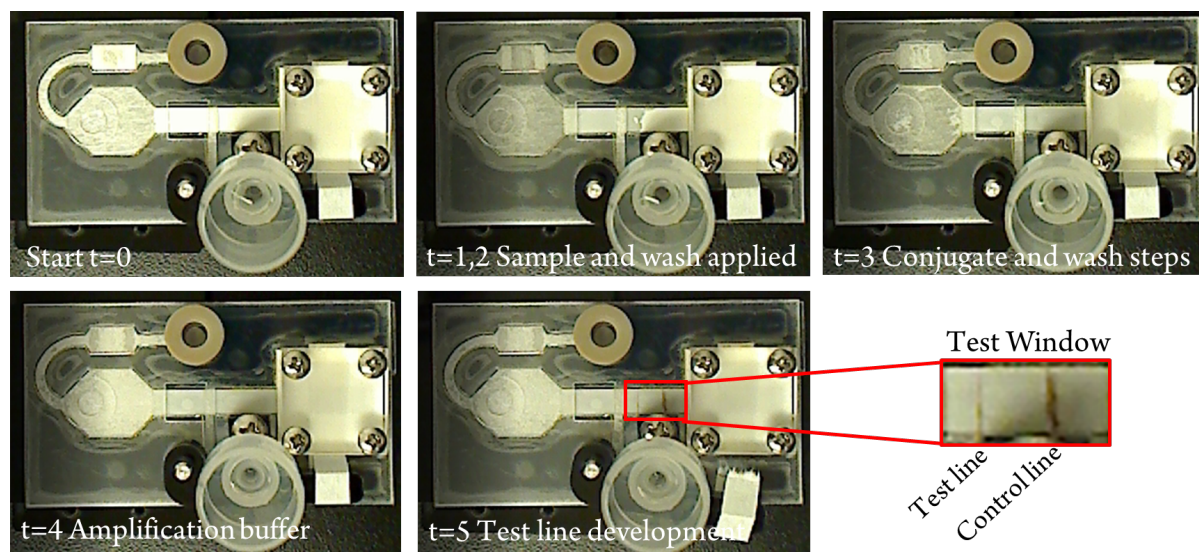 Start t=0
t=1,2 Sample and wash applied
t=3 Conjugate and wash steps
t=4 Amplification buffer
t=5 Test line development
Test Window
Test line
Control line